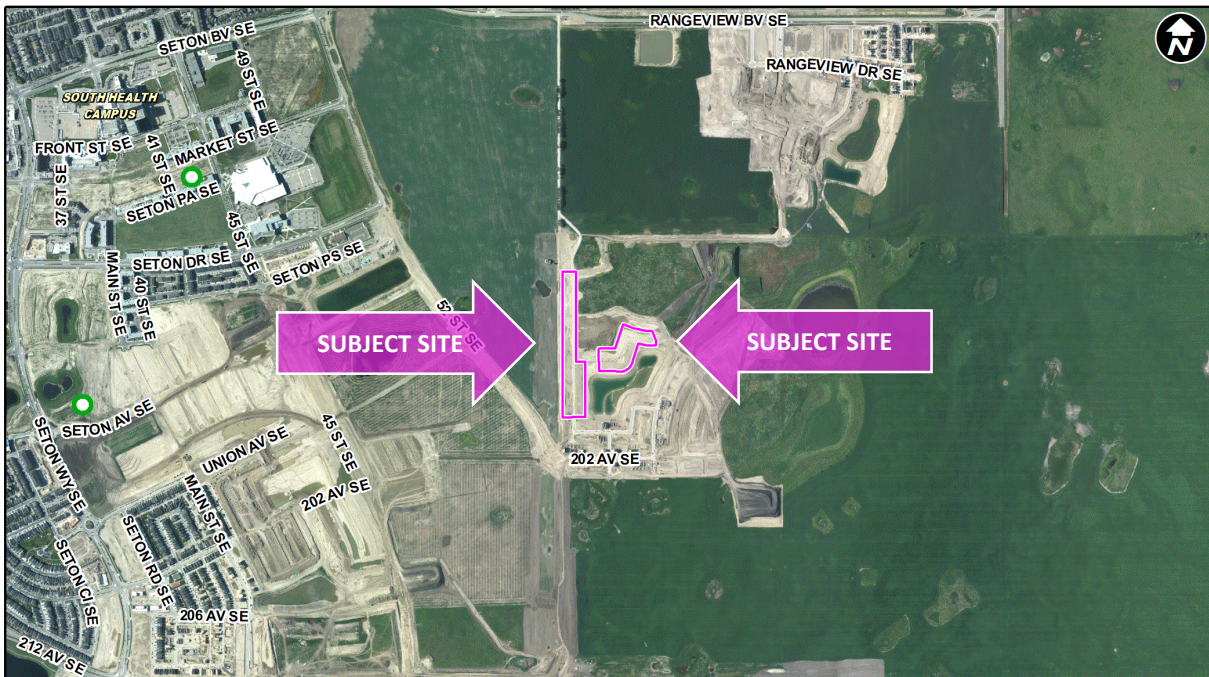 RANGEVIEW BV SE
N
SETON BV SE
49 ST SE
RANGEVIEW DR SE
SOUTH HEALTH
CAMPUS
FRONT ST SE
41 ST SE
MARKET ST SE
37 ST SE
SETON PA SE
45 ST SE
SETON PS SE
SETON DR SE
MAIN ST SE
40 ST SE
52 ST SE
SUBJECT SITE
SUBJECT SITE
SETON AV SE
SETON WY SE
UNION AV SE
45 ST SE
202 AV SE
202 AV SE
MAIN ST SE
SETON RD SE
SETON CI SE
206 AV SE
212 AV SE